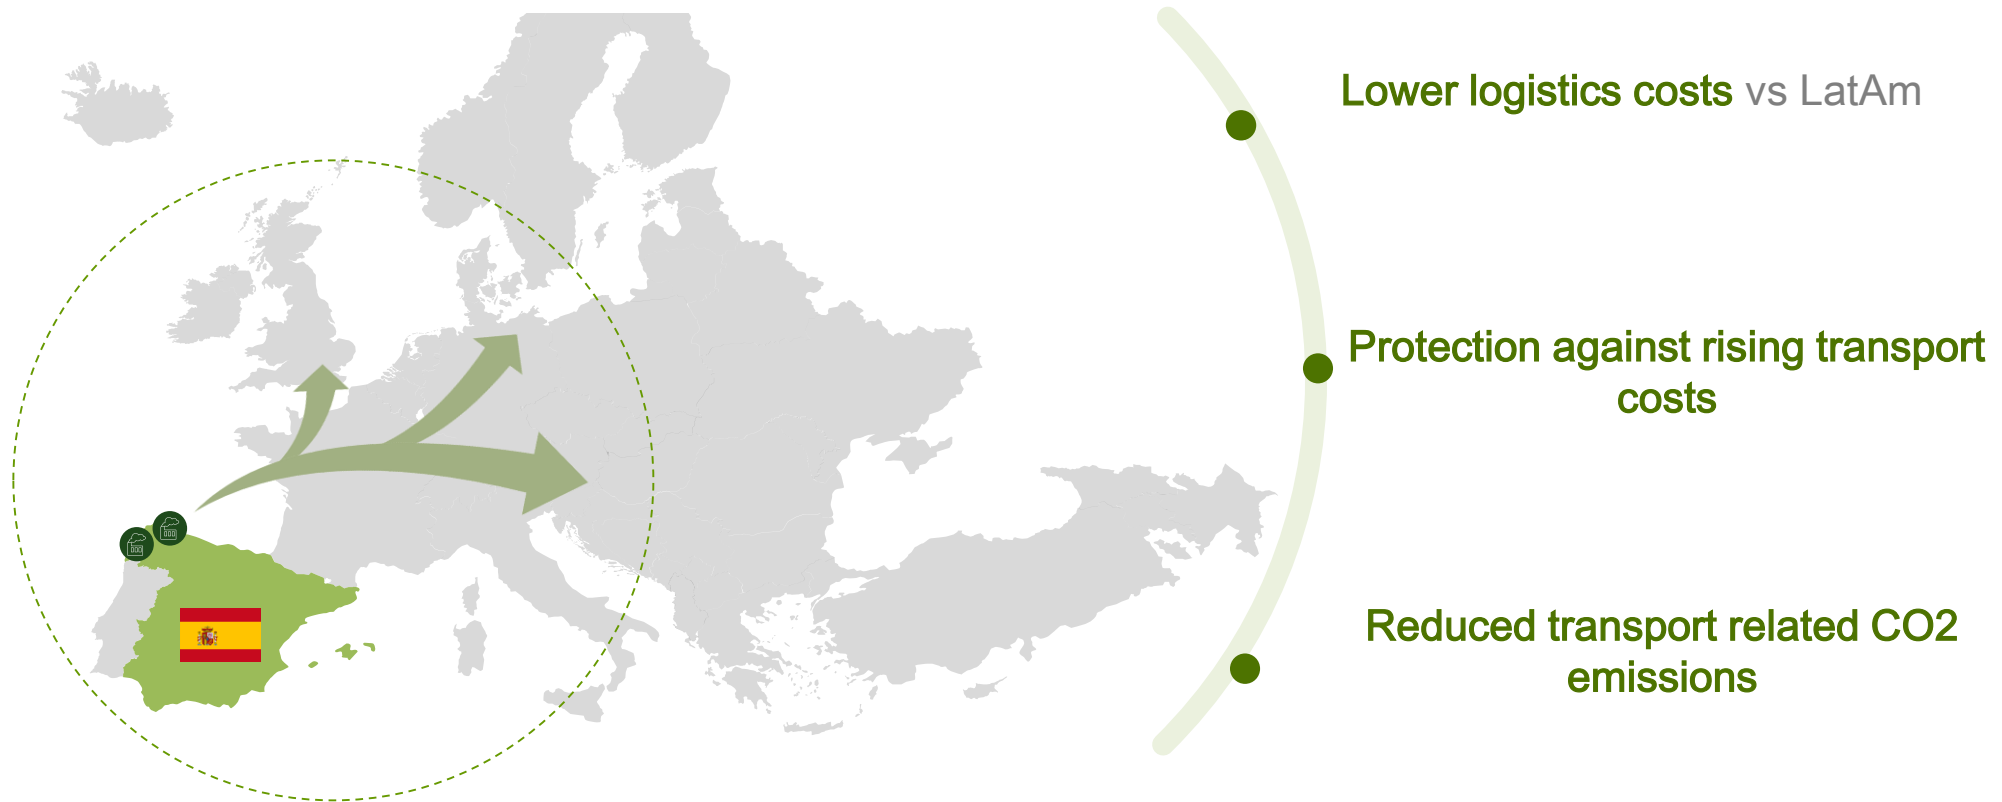 Lower logistics costs vs LatAm
Protection against rising transport
costs
Reduced transport related CO2
emissions